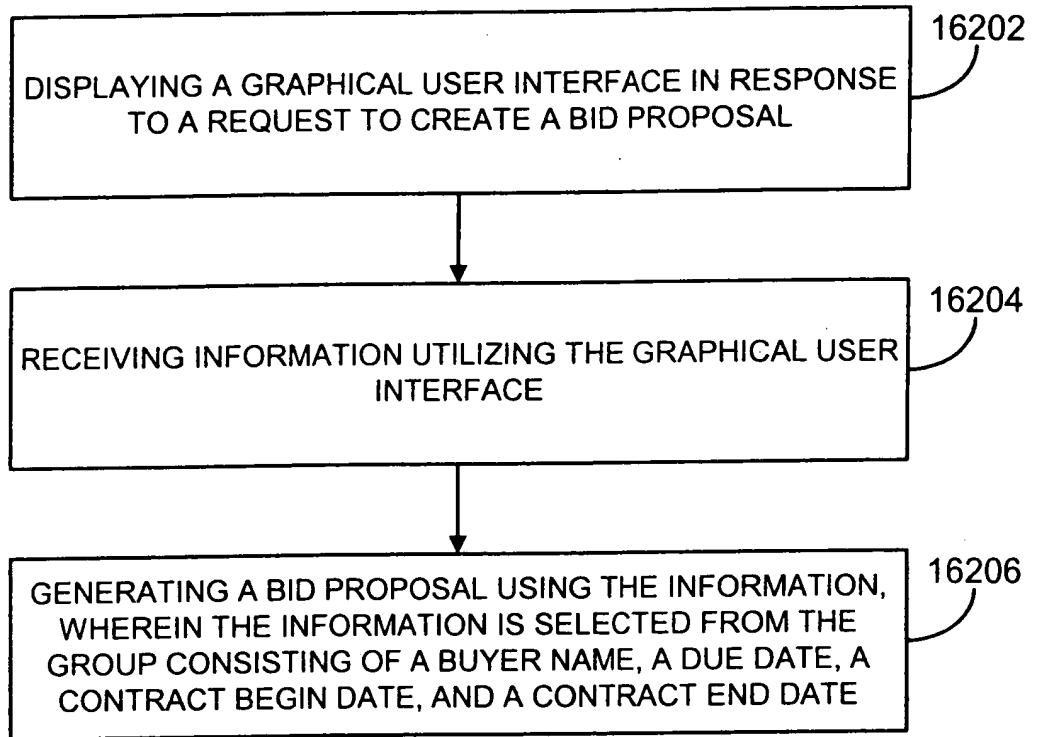 16202
DISPLAYING A GRAPHICAL USER INTERFACE IN RESPONSE
TO A REQUEST TO CREATE A BID PROPOSAL
16204
RECEIVING INFORMATION UTILIZING THE GRAPHICAL USER
INTERFACE
16206
GENERATING A BID PROPOSAL USING THE INFORMATION,
WHEREIN THE INFORMATION IS SELECTED FROM THE
GROUP CONSISTING OF A BUYER NAME, A DUE DATE, A
CONTRACT BEGIN DATE, AND A CONTRACT END DATE